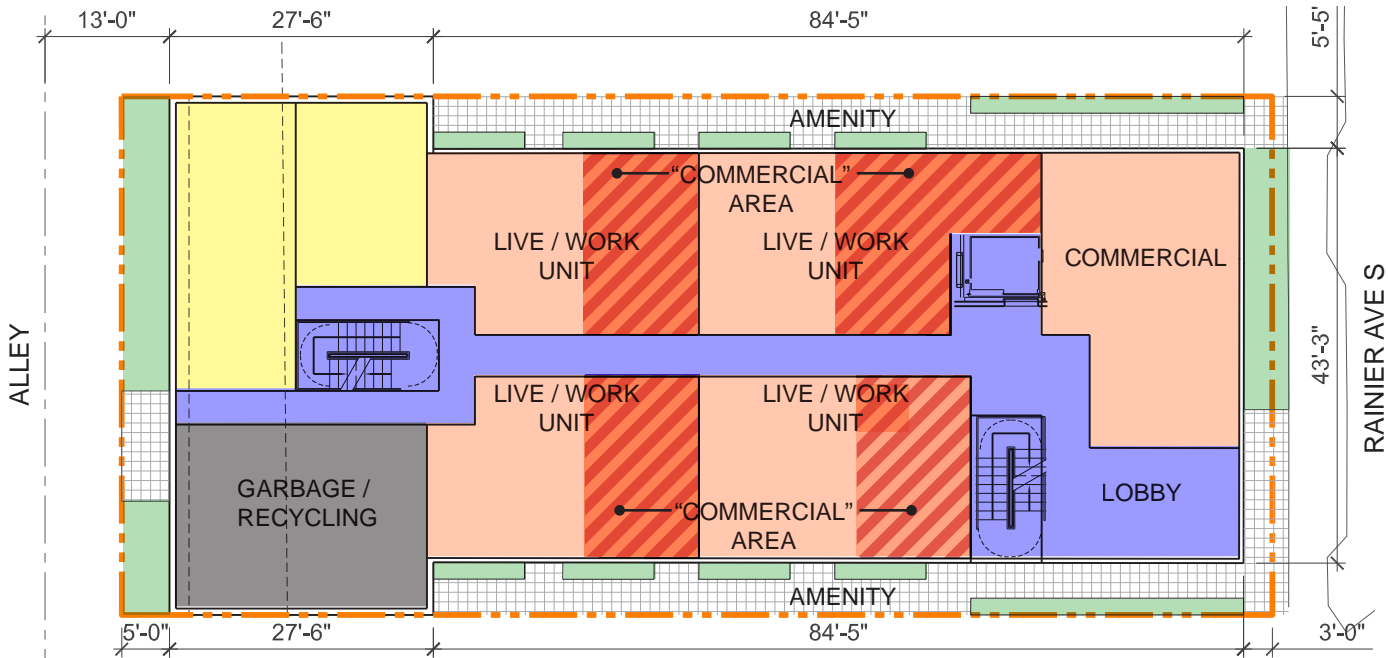 13'-0"
27'-6"
84'-5"
5'-5"
AMENITY
"COMMERCIAL"
AREA
LIVE / WORK
UNIT
LIVE / WORK
UNIT
COMMERCIAL
ALLEY
43'-3"
RAINIER AVE S
LIVE / WORK
UNIT
LIVE / WORK
UNIT
GARBAGE /
RECYCLING
LOBBY
"COMMERCIAL"
AREA
AMENITY
5'-0"
27'-6"
84'-5"
3'-0"